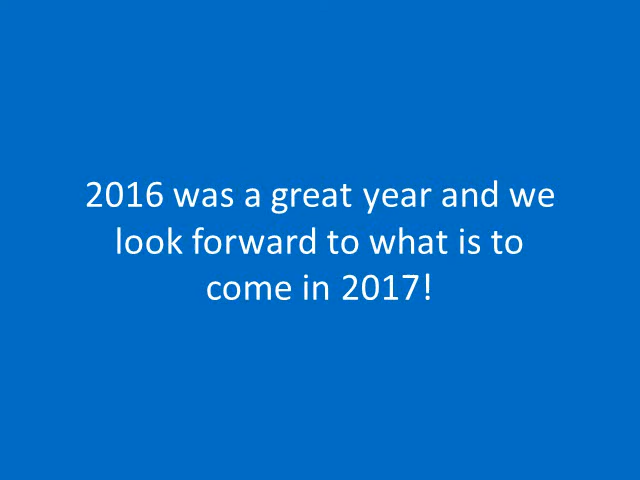 2016 was a great year and we
look forward to what is to
come in 2017!